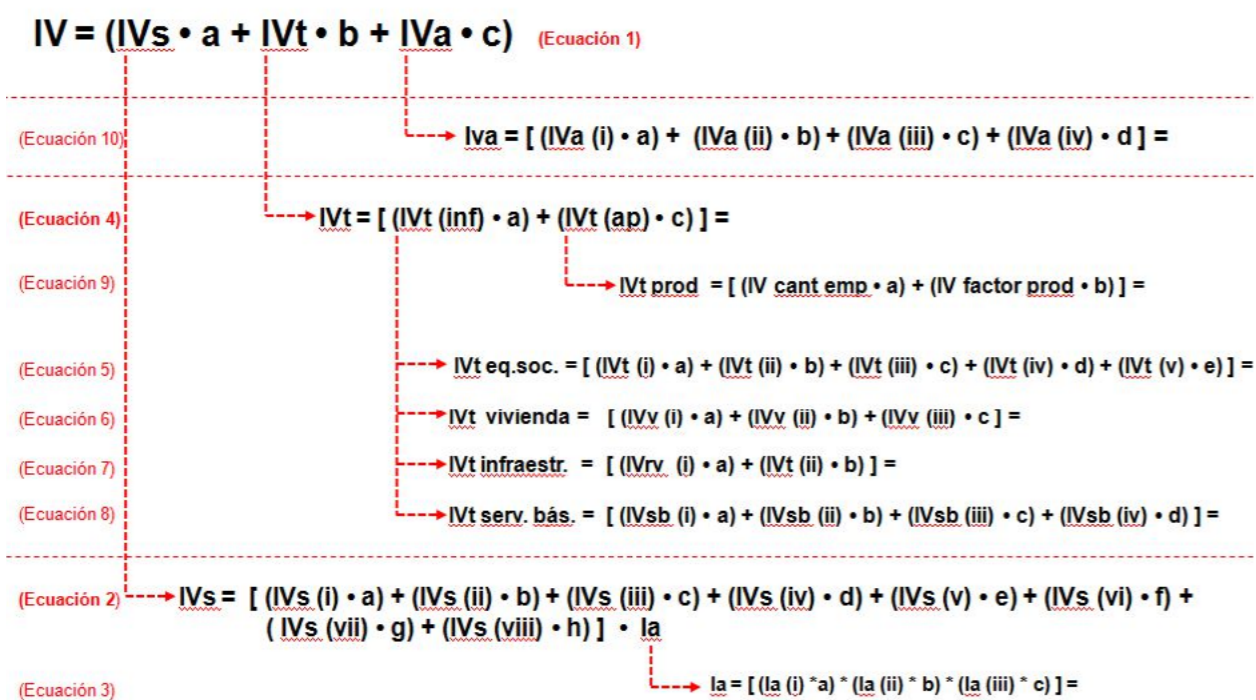 IV = (IVs • a + IVt • b + IVa • c) (Ecuación 1)
(Ecuación 10) Iva = [ (IVa (i) • a) + (IVa (ii) • b) + (IVa (iii) • c) + (IVa (iv) • d ] =
(Ecuación 4) IVt = [ (IVt (inf) • a) + (IVt (ap) • c) ] =
(Ecuación 9) IVt prod = [ (IV cant emp • a) + (IV factor prod • b) ] =
(Ecuación 5) IVt eq.soc. = [ (IVt (i) • a) + (IVt (ii) • b) + (IVt (iii) • c) + (IVt (iv) • d) + (IVt (v) • e) ] =
(Ecuación 6) IVt vivienda = [ (IVv (i) • a) + (IVv (ii) • b) + (IVv (iii) • c ] =
(Ecuación 7) IVt infraestr. = [ (IVrv (i) • a) + (IVt (ii) • b) ] =
(Ecuación 8) IVt serv. bás. = [ (IVsb (i) • a) + (IVsb (ii) • b) + (IVsb (iii) • c) + (IVsb (iv) • d) ] =
(Ecuación 2) IVs = [ (IVs (i) • a) + (IVs (ii) • b) + (IVs (iii) • c) + (IVs (iv) • d) + (IVs (v) • e) + (IVs (vi) • f) +
( IVs (vii) • g) + (IVs (viii) • h) ] • Ia
(Ecuación 3) Ia = [ (Ia (i) *a) * (Ia (ii) * b) * (Ia (iii) * c) ] =